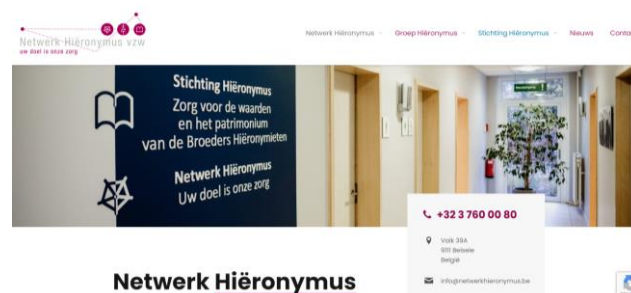 Netwerk Hiëronymus vzw
uw doel is onze zorg
Netwerk Hiëronymus
Groep Hiëronymus
Stichting Hiëronymus
Nieuws
Conta
Stichting Hiëronymus
Zorg voor de waarden
en het patrimonium
van de Broeders Hiëronymieten
Netwerk Hiëronymus
Uw doel is onze zorg
+32 3 760 00 80
Valk 39A
9111 Belsele
België
info@netwerkhieronymus.be
Netwerk Hiëronymus